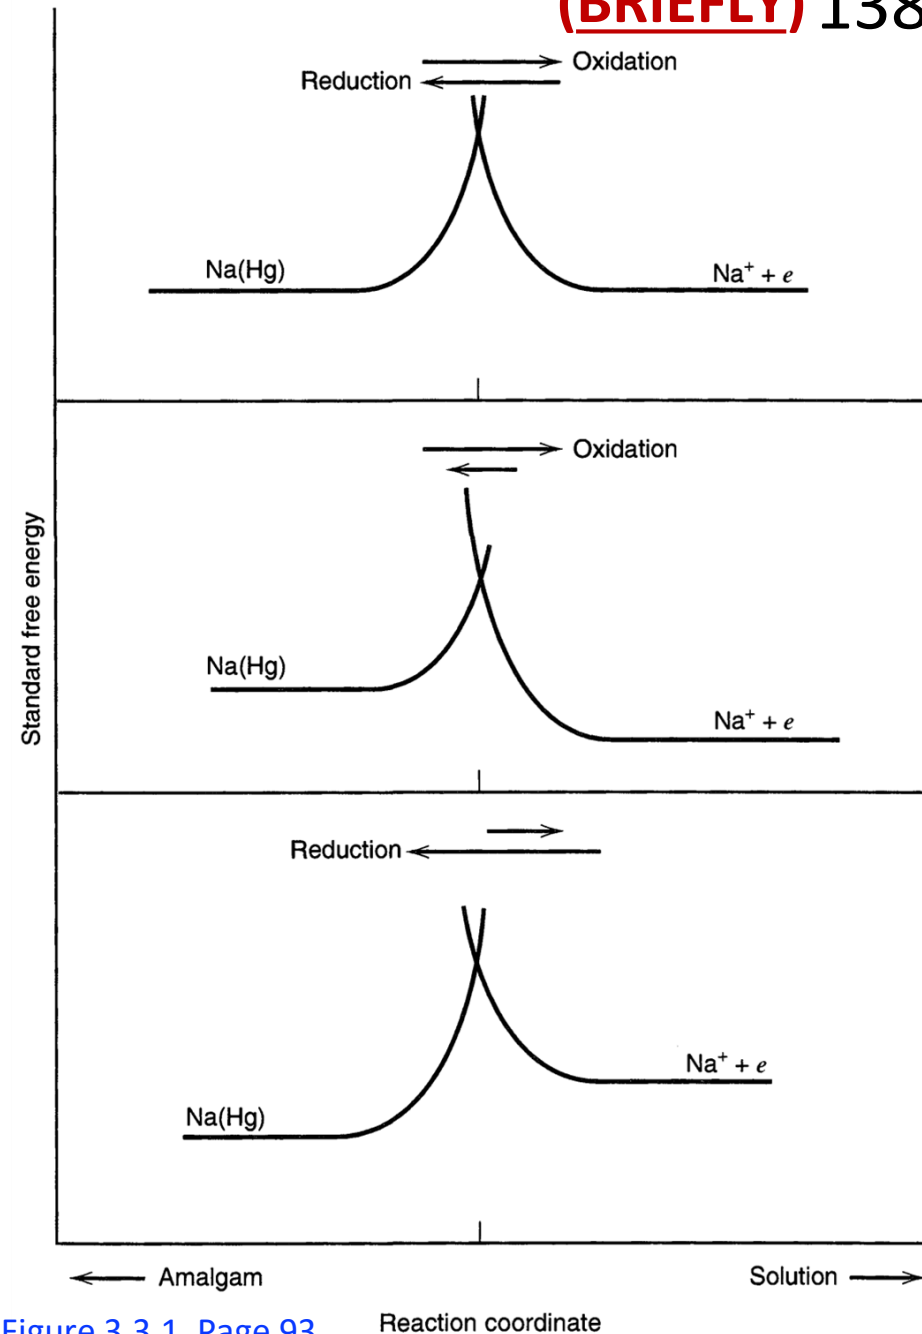 (BRIEFLY) 138
Oxidation
Reduction
Na(Hg)
Na⁺ + e
Oxidation
Na(Hg)
Na⁺ + e
Reduction
Na(Hg)
Na⁺ + e
Standard free energy
Amalgam
Solution
Reaction coordinate
Figure 3.3.1, Page 93